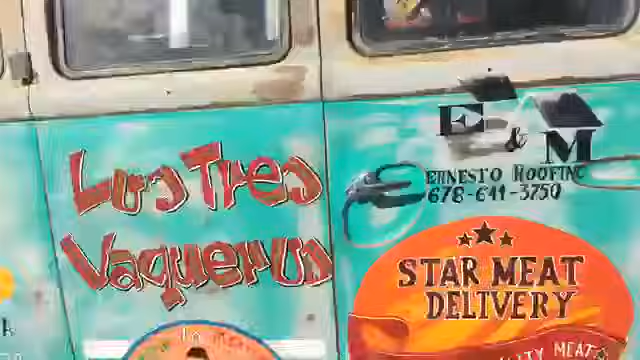 Los Tres
Vaqueros
E & M
ERNESTO ROOFING
678-641-3750
STAR MEAT
DELIVERY